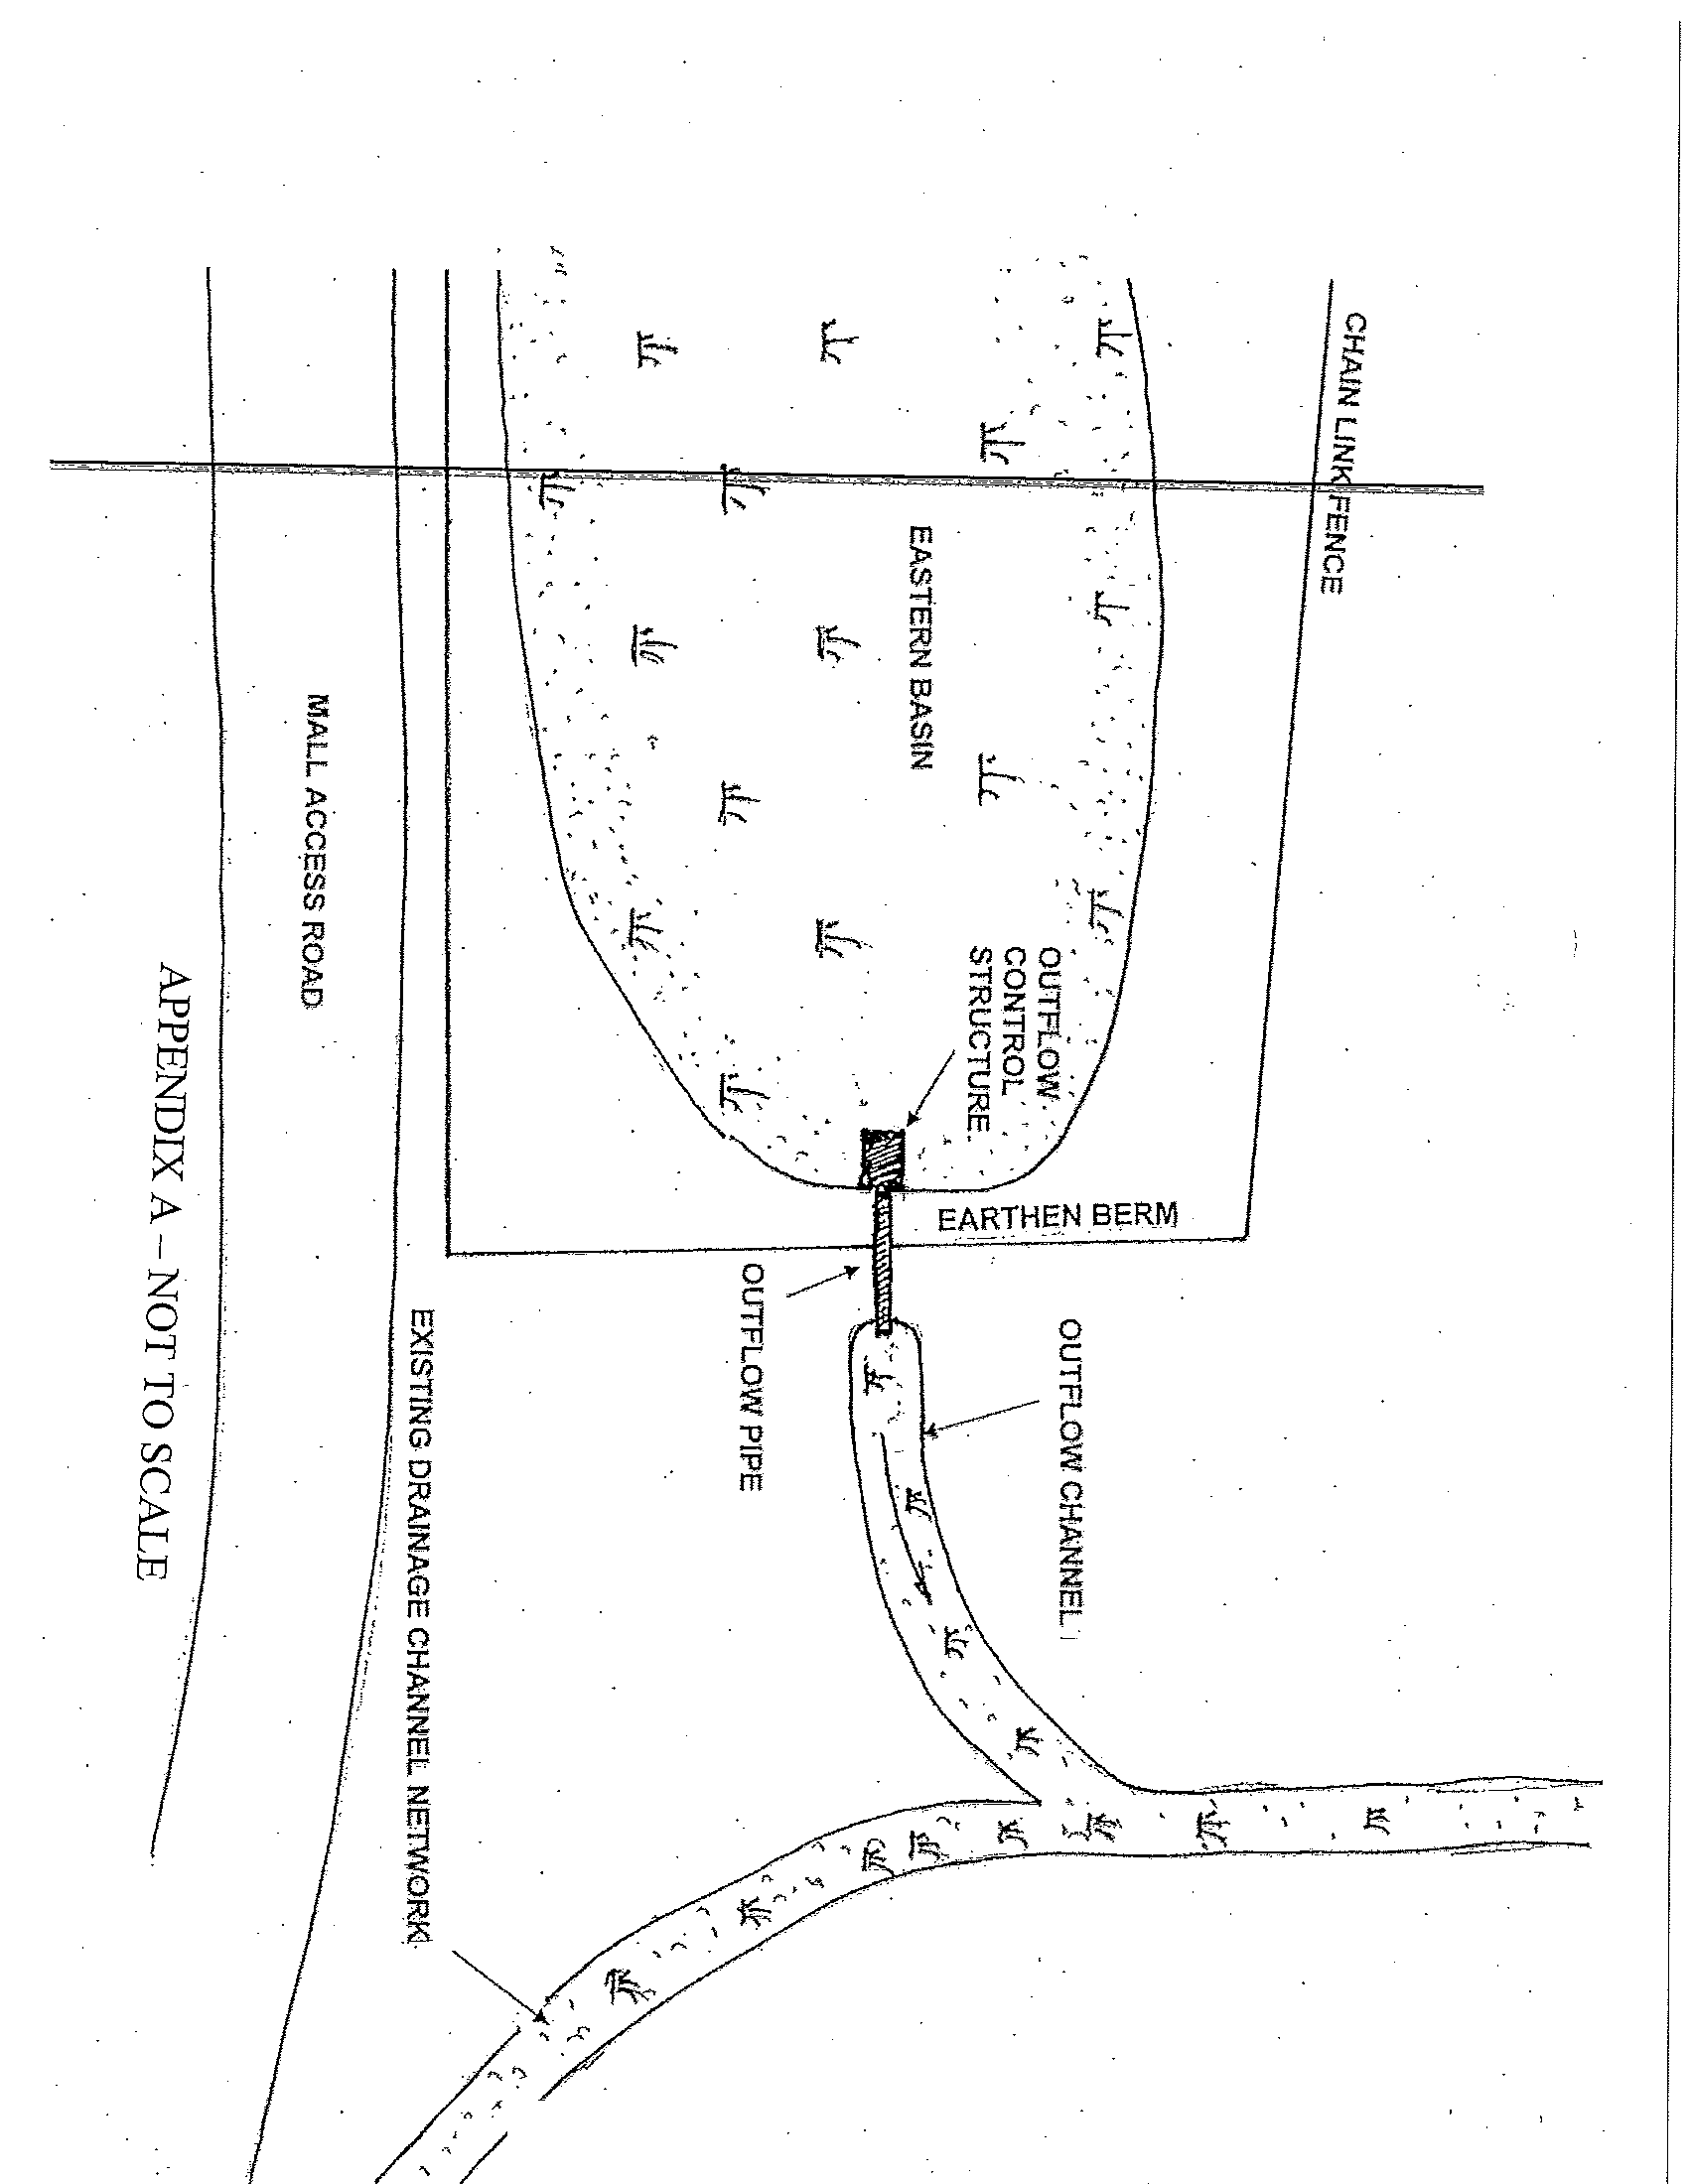 CHAIN LINK FENCE
EASTERN BASIN
OUTFLOW
CONTROL
STRUCTURE
EARTHEN BERM
OUTFLOW CHANNEL
OUTFLOW PIPE
EXISTING DRAINAGE CHANNEL NETWORK
MALL ACCESS ROAD
APPENDIX A – NOT TO SCALE